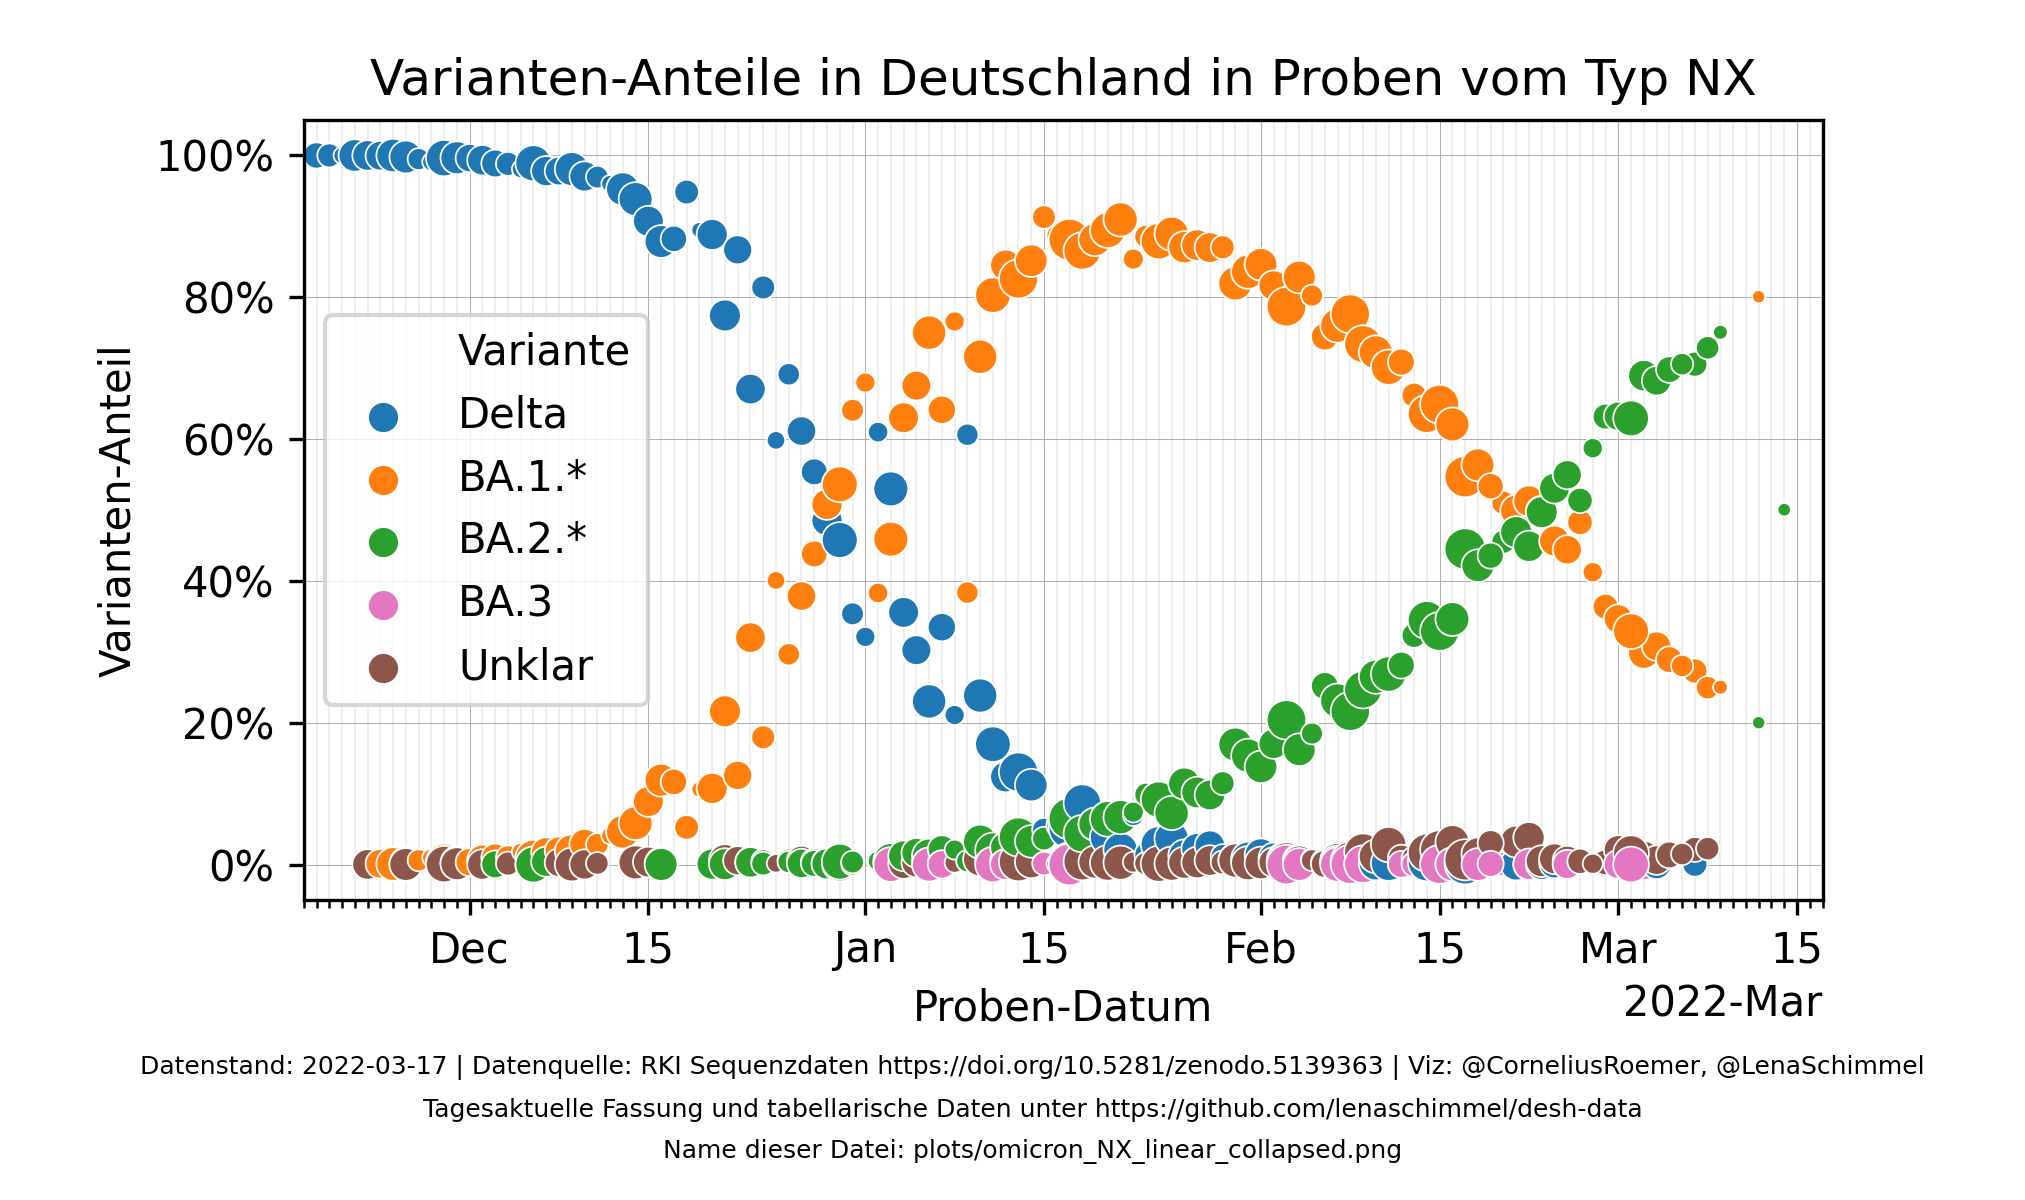 Varianten-Anteile in Deutschland in Proben vom Typ NX
Varianten-Anteil
100%
80%
60%
40%
20%
0%
Variante
Delta
BA.1.*
BA.2.*
BA.3
Unklar
Dec 15 Jan 15 Feb 15 Mar 15
Proben-Datum
2022-Mar
Datenstand: 2022-03-17 | Datenquelle: RKI Sequenzdaten https://doi.org/10.5281/zenodo.5139363 | Viz: @CorneliusRoemer, @LenaSchimmel
Tagesaktuelle Fassung und tabellarische Daten unter https://github.com/lenaschimmel/desh-data
Name dieser Datei: plots/omicron_NX_linear_collapsed.png